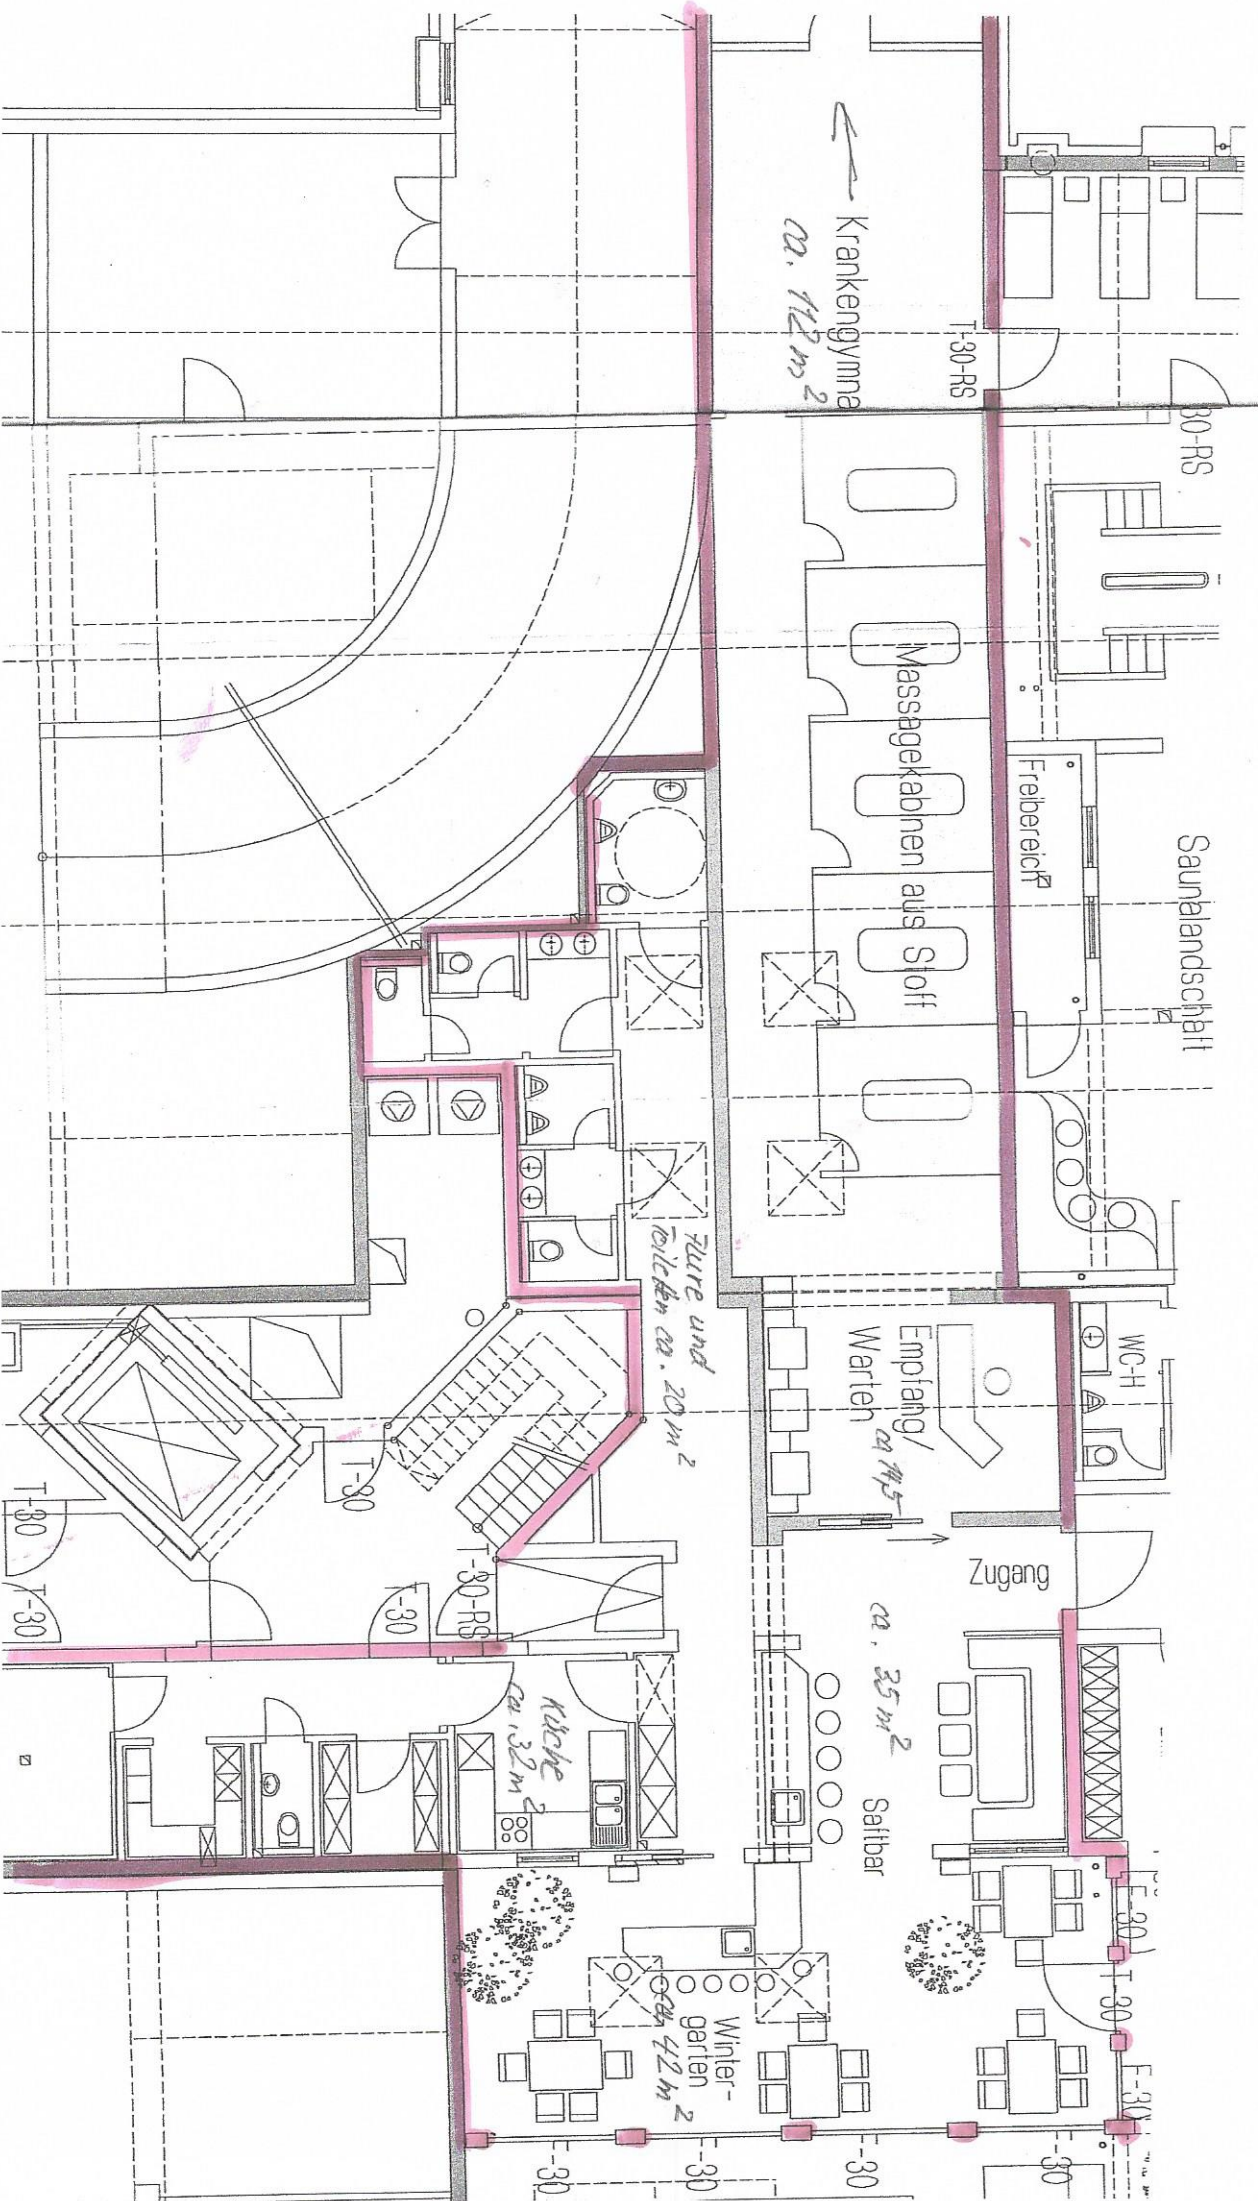 Saunalandschaft
30-RS
T-30-RS
Krankengymna
ca. 112 m²
Freibereich
Massagekabinen aus Stoff
WC-H
Empfang/
Warten ca 14,5
Flure und
Toiletten ca. 20 m²
Zugang
ca. 35 m²
Saftbar
T-30
T-30
T-30
T-30
T-30-RS
Küche
ca. 32 m²
Winter-
garten
ca 42 m²
F-30
T-30
F-30
-30
-30
-30
-30